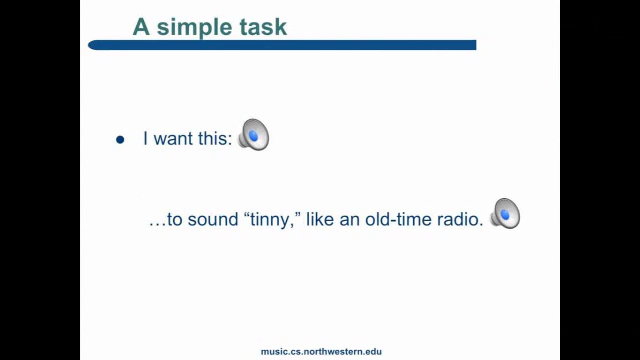 A simple task
• I want this:
…to sound “tinny,” like an old-time radio.
music.cs.northwestern.edu